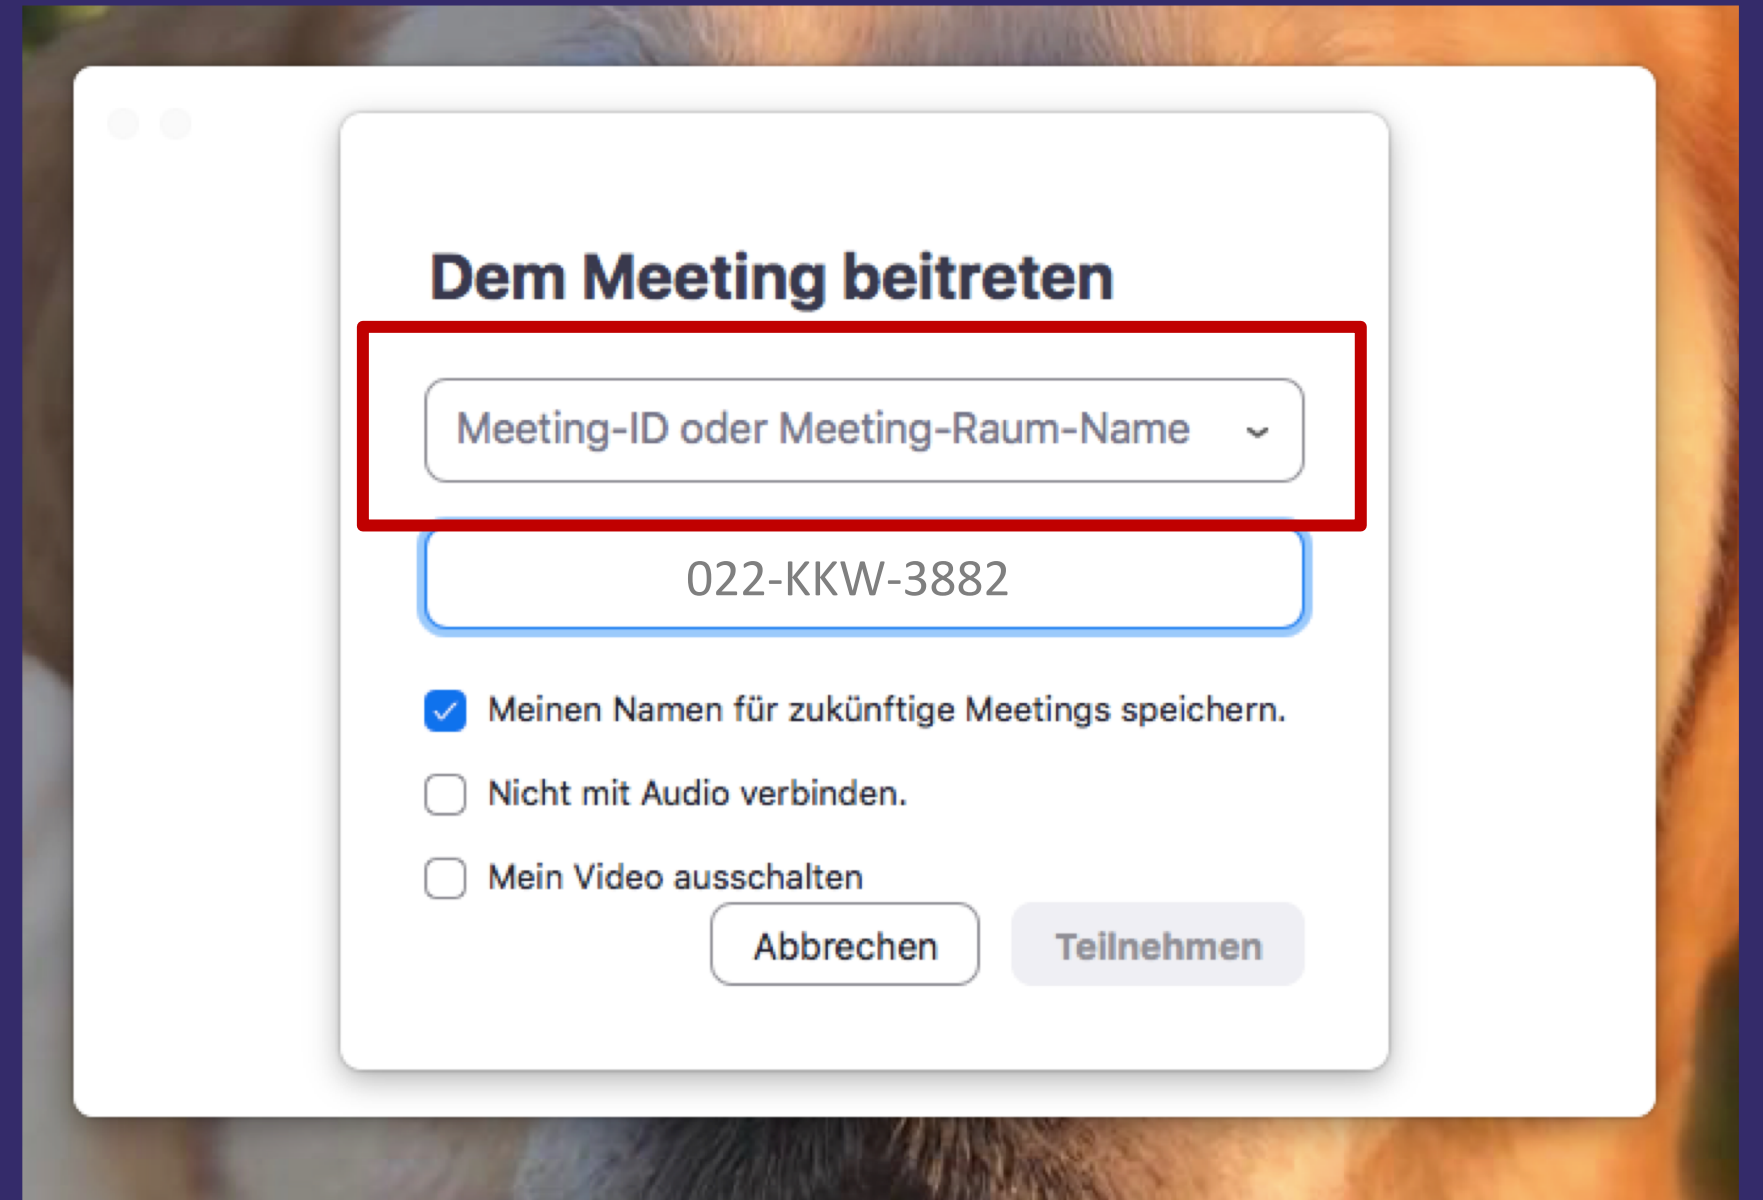 Dem Meeting beitreten
Meeting-ID oder Meeting-Raum-Name
022-KKW-3882
Meinen Namen für zukünftige Meetings speichern.
Nicht mit Audio verbinden.
Mein Video ausschalten
Abbrechen Teilnehmen